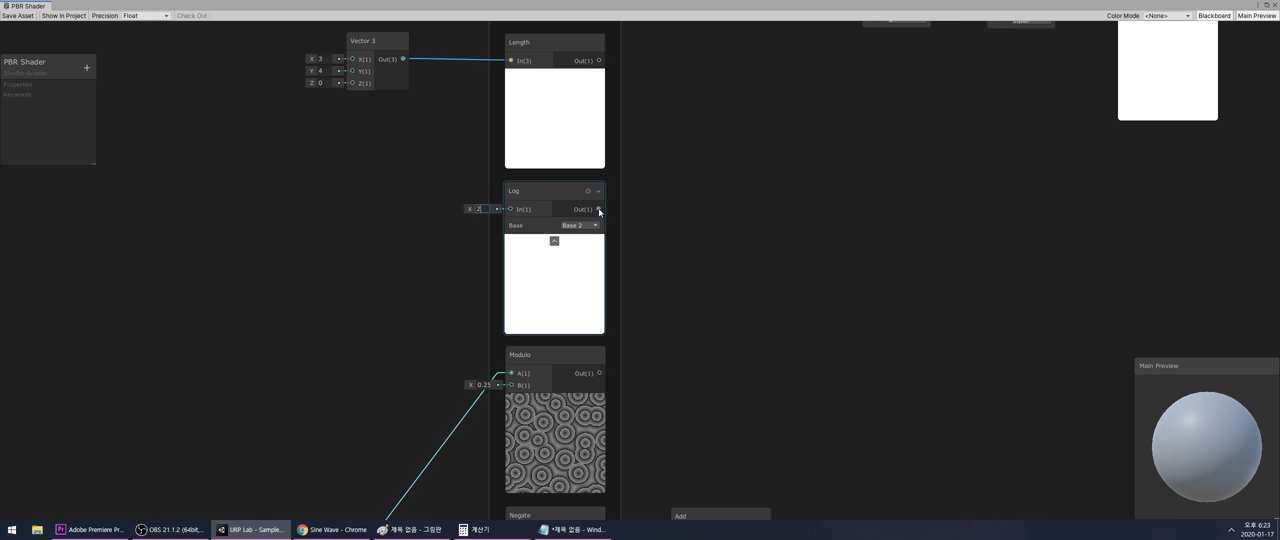 PBR Shader
Save Asset Show In Project Precision Float Check Out Color Mode <None> Blackboard Main Preview
PBR Shader
Shader Graphs
Properties
Keywords
Vector 3
X 3 X(1) Out(3)
Y 4 Y(1)
Z 0 Z(1)
Length
In(3) Out(1)
Log
X 2 In(1) Out(1)
Base Base 2
Modulo
A(1) Out(1)
X 0.25 B(1)
Negate
Add
Main Preview
Adobe Premiere Pr... OBS 21.1.2 (64bit,... URP Lab - Sample... Sine Wave - Chrome 제목 없음 - 그림판 계산기 *제목 없음 - Wind...
오후 6:23
2020-01-17